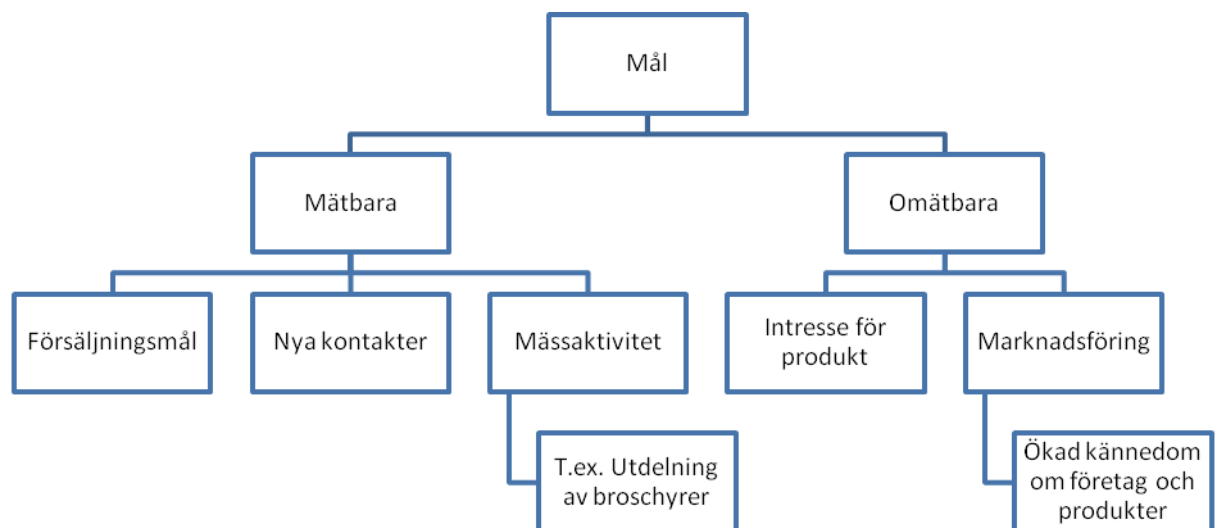 Mål
Mätbara
Omätbara
Försäljningsmål
Nya kontakter
Mässaktivitet
Intresse för
produkt
Marknadsföring
T.ex. Utdelning
av broschyrer
Ökad kännedom
om företag och
produkter